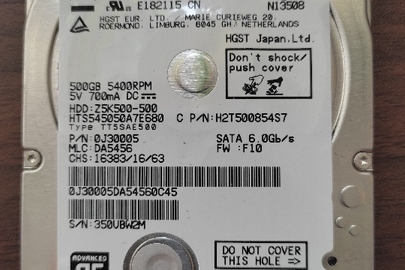 E182115 CN N13508
HGST EUR. LTD. / MARIE CURIEWEG 20,
ROERMOND, LIMBURG, 6045 GH NETHERLANDS
HGST Japan.Ltd.
Don't shock/
push cover
500GB 5400RPM
5V 700mA DC
HDD:Z5K500-500
HTS545050A7E680 C P/N:H2T500854S7
Type TT5SAE500
P/N:0J30005 SATA 6.0Gb/s
MLC:DA5456 FW :F10
CHS:16383/16/63
0J30005DA54560C45
S/N:350VBW2M
DO NOT COVER
THIS HOLE
ADVANCED